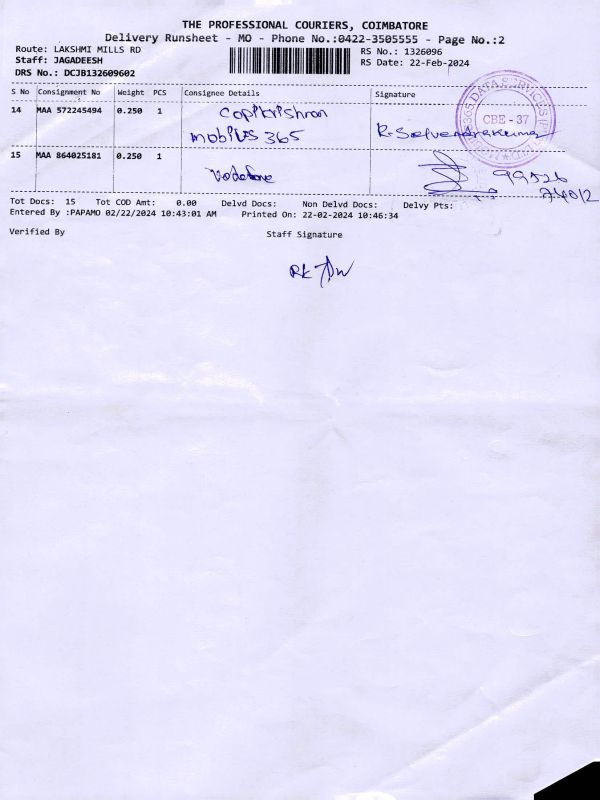 THE PROFESSIONAL COURIERS, COIMBATORE
Delivery Runsheet - MO - Phone No.:0422-3505555 - Page No.:2
Route: LAKSHMI MILLS RD
Staff: JAGADEESH
DRS No.: DCJB132609602
RS No.: 1326096
RS Date: 22-Feb-2024
S No Consignment No Weight PCS Consignee Details Signature
14 MAA 572245494 0.250 1 Copikrishnan
mobius 365
CBE - 37
15 MAA 864025181 0.250 1 Vodafone 99526
74012
Tot Docs: 15 Tot COD Amt: 0.00 Delvd Docs: Non Delvd Docs: Delvy Pts:
Entered By :PAPAMO 02/22/2024 10:43:01 AM Printed On: 22-02-2024 10:46:34
Verified By Staff Signature